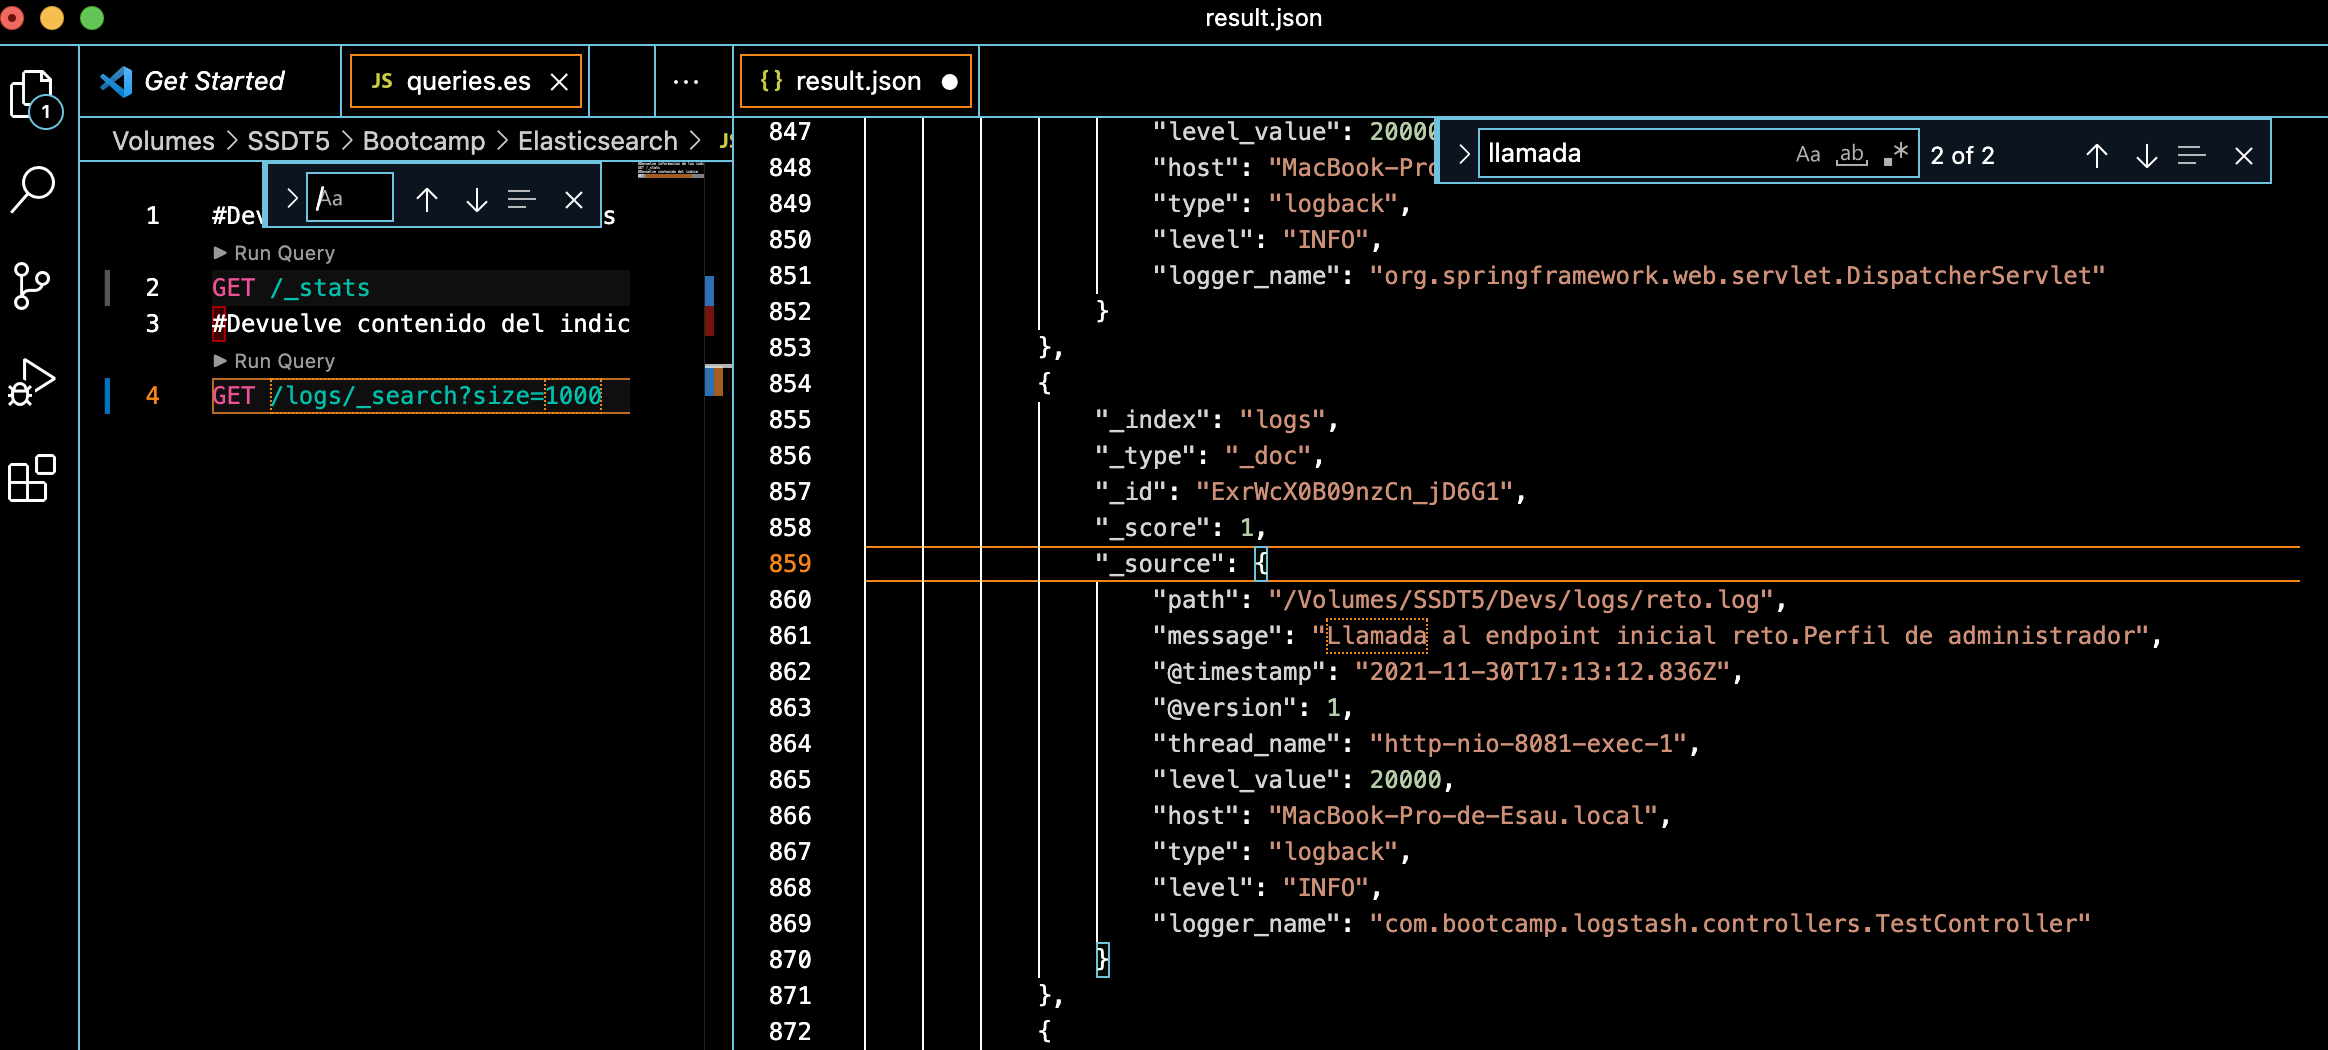 result.json
Get Started
JS queries.es
...
{} result.json
1
Volumes > SSDT5 > Bootcamp > Elasticsearch >
Aa
1 #Dev s
Run Query
2 GET /_stats
3 #Devuelve contenido del indic
Run Query
4 GET /logs/_search?size=1000
llamada Aa ab .* 2 of 2
847 "level_value": 20000
848 "host": "MacBook-Pro
849 "type": "logback",
850 "level": "INFO",
851 "logger_name": "org.springframework.web.servlet.DispatcherServlet"
852 }
853 },
854 {
855 "_index": "logs",
856 "_type": "_doc",
857 "_id": "ExrWcX0B09nzCn_jD6G1",
858 "_score": 1,
859 "_source": {
860 "path": "/Volumes/SSDT5/Devs/logs/reto.log",
861 "message": "Llamada al endpoint inicial reto.Perfil de administrador",
862 "@timestamp": "2021-11-30T17:13:12.836Z",
863 "@version": 1,
864 "thread_name": "http-nio-8081-exec-1",
865 "level_value": 20000,
866 "host": "MacBook-Pro-de-Esau.local",
867 "type": "logback",
868 "level": "INFO",
869 "logger_name": "com.bootcamp.logstash.controllers.TestController"
870 }
871 },
872 {